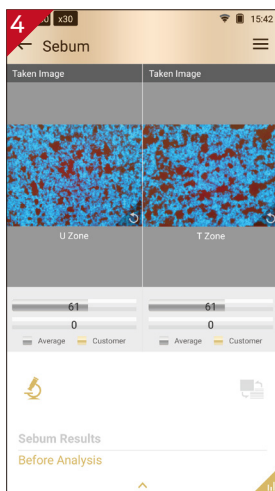 4
x30
15:42
Sebum
Taken Image
Taken Image
U Zone
T Zone
61
61
0
0
Average
Customer
Average
Customer
Sebum Results
Before Analysis